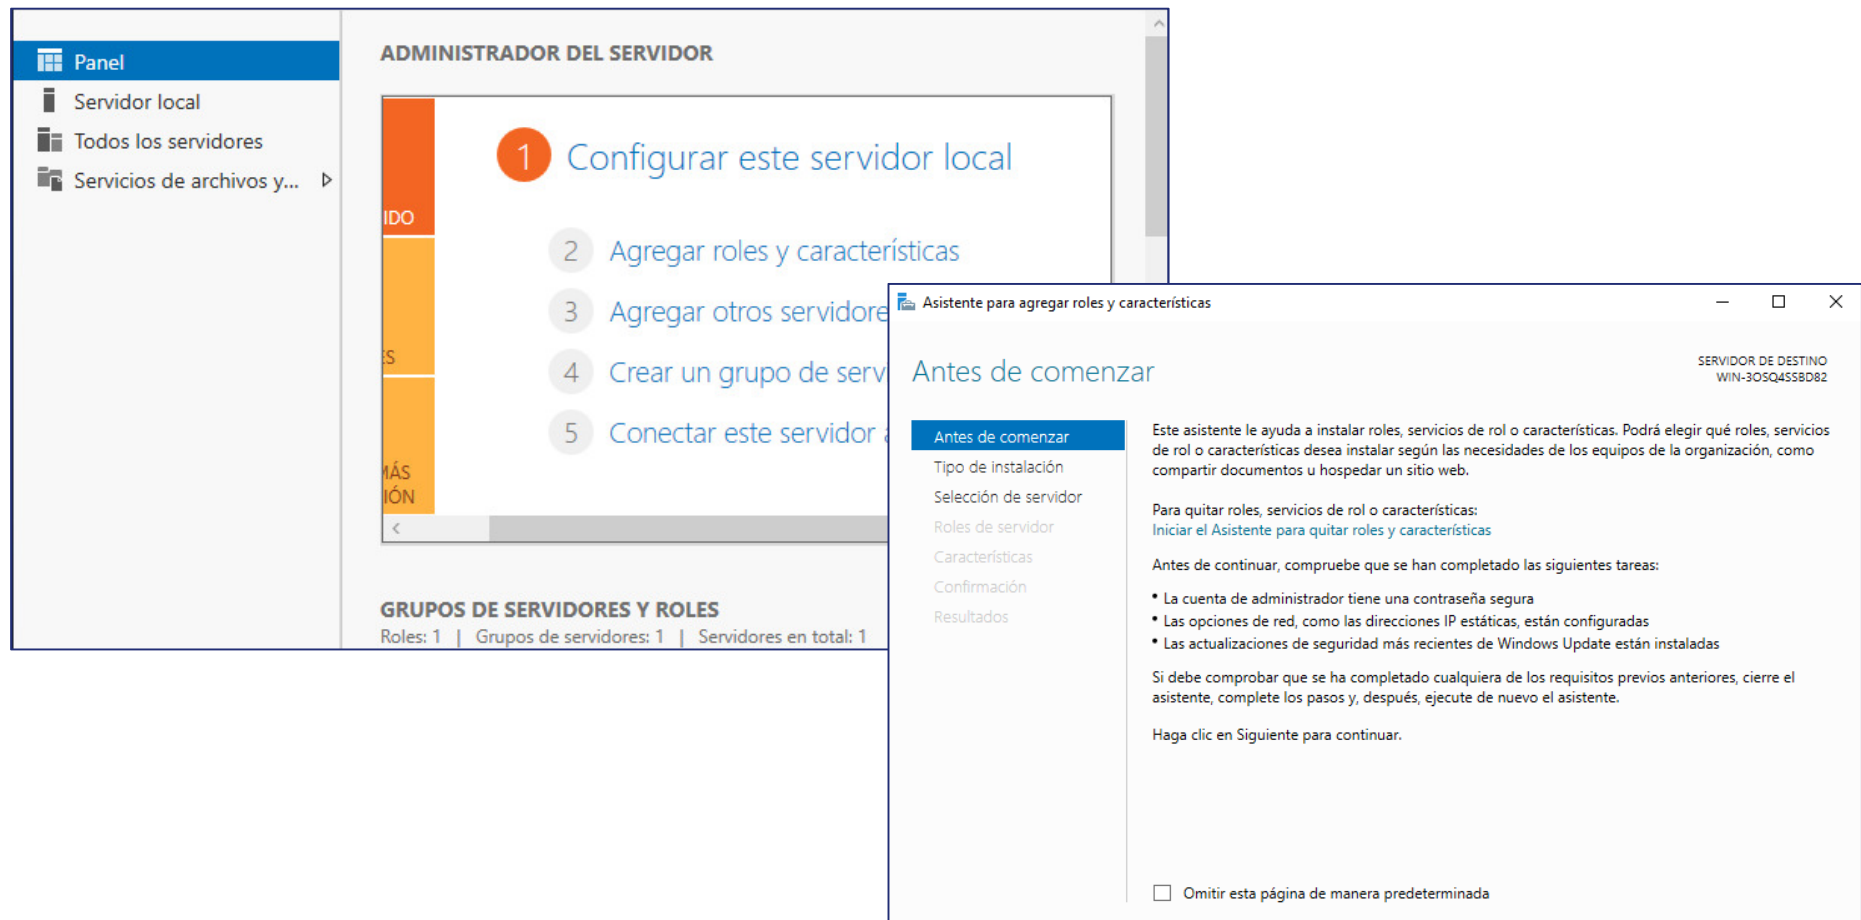 Panel
Servidor local
Todos los servidores
Servicios de archivos y...
ADMINISTRADOR DEL SERVIDOR
IDO
ES
MÁS
IÓN
1 Configurar este servidor local
2 Agregar roles y características
3 Agregar otros servidore
4 Crear un grupo de serv
5 Conectar este servidor a
GRUPOS DE SERVIDORES Y ROLES
Roles: 1 | Grupos de servidores: 1 | Servidores en total: 1
Asistente para agregar roles y características
Antes de comenzar
SERVIDOR DE DESTINO
WIN-3OSQ4SSBD82
Antes de comenzar
Tipo de instalación
Selección de servidor
Roles de servidor
Características
Confirmación
Resultados
Este asistente le ayuda a instalar roles, servicios de rol o características. Podrá elegir qué roles, servicios
de rol o características desea instalar según las necesidades de los equipos de la organización, como
compartir documentos u hospedar un sitio web.
Para quitar roles, servicios de rol o características:
Iniciar el Asistente para quitar roles y características
Antes de continuar, compruebe que se han completado las siguientes tareas:
• La cuenta de administrador tiene una contraseña segura
• Las opciones de red, como las direcciones IP estáticas, están configuradas
• Las actualizaciones de seguridad más recientes de Windows Update están instaladas
Si debe comprobar que se ha completado cualquiera de los requisitos previos anteriores, cierre el
asistente, complete los pasos y, después, ejecute de nuevo el asistente.
Haga clic en Siguiente para continuar.
Omitir esta página de manera predeterminada